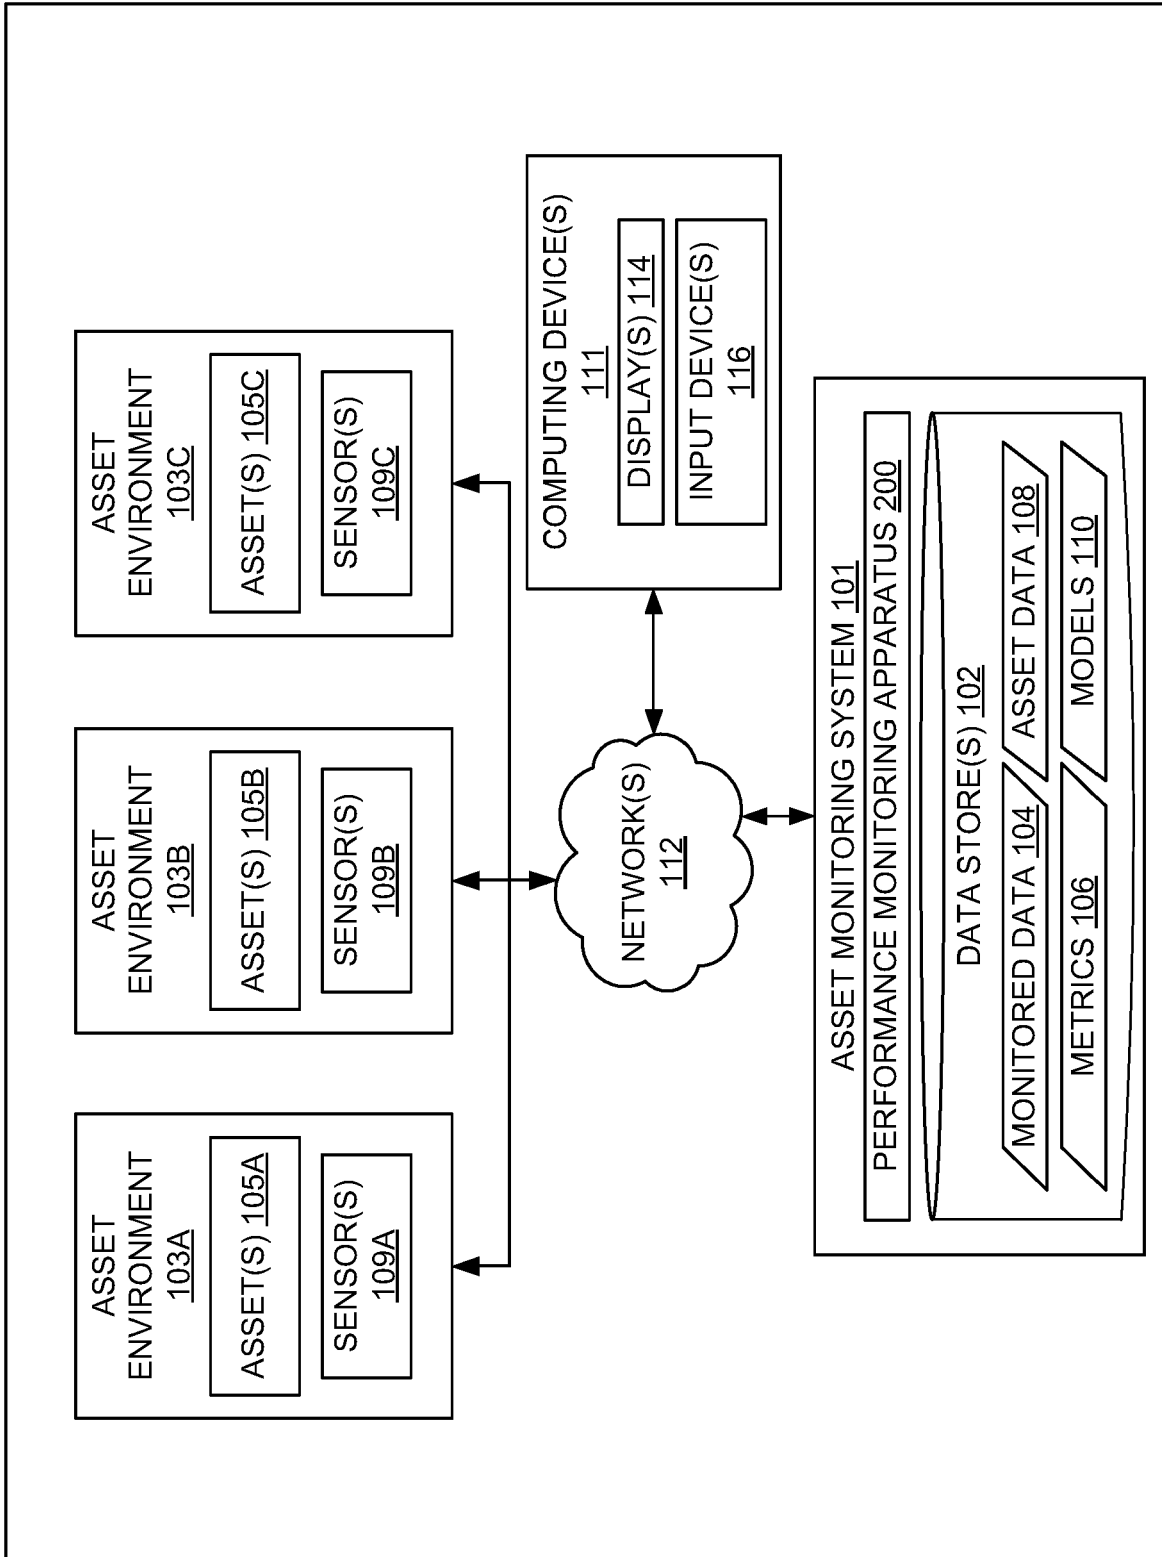 ASSET
ENVIRONMENT
103A
ASSET(S) 105A
SENSOR(S)
109A
ASSET
ENVIRONMENT
103B
ASSET(S) 105B
SENSOR(S)
109B
ASSET
ENVIRONMENT
103C
ASSET(S) 105C
SENSOR(S)
109C
NETWORK(S)
112
COMPUTING DEVICE(S)
111
DISPLAY(S) 114
INPUT DEVICE(S)
116
ASSET MONITORING SYSTEM 101
PERFORMANCE MONITORING APPARATUS 200
DATA STORE(S) 102
MONITORED DATA 104
ASSET DATA 108
METRICS 106
MODELS 110